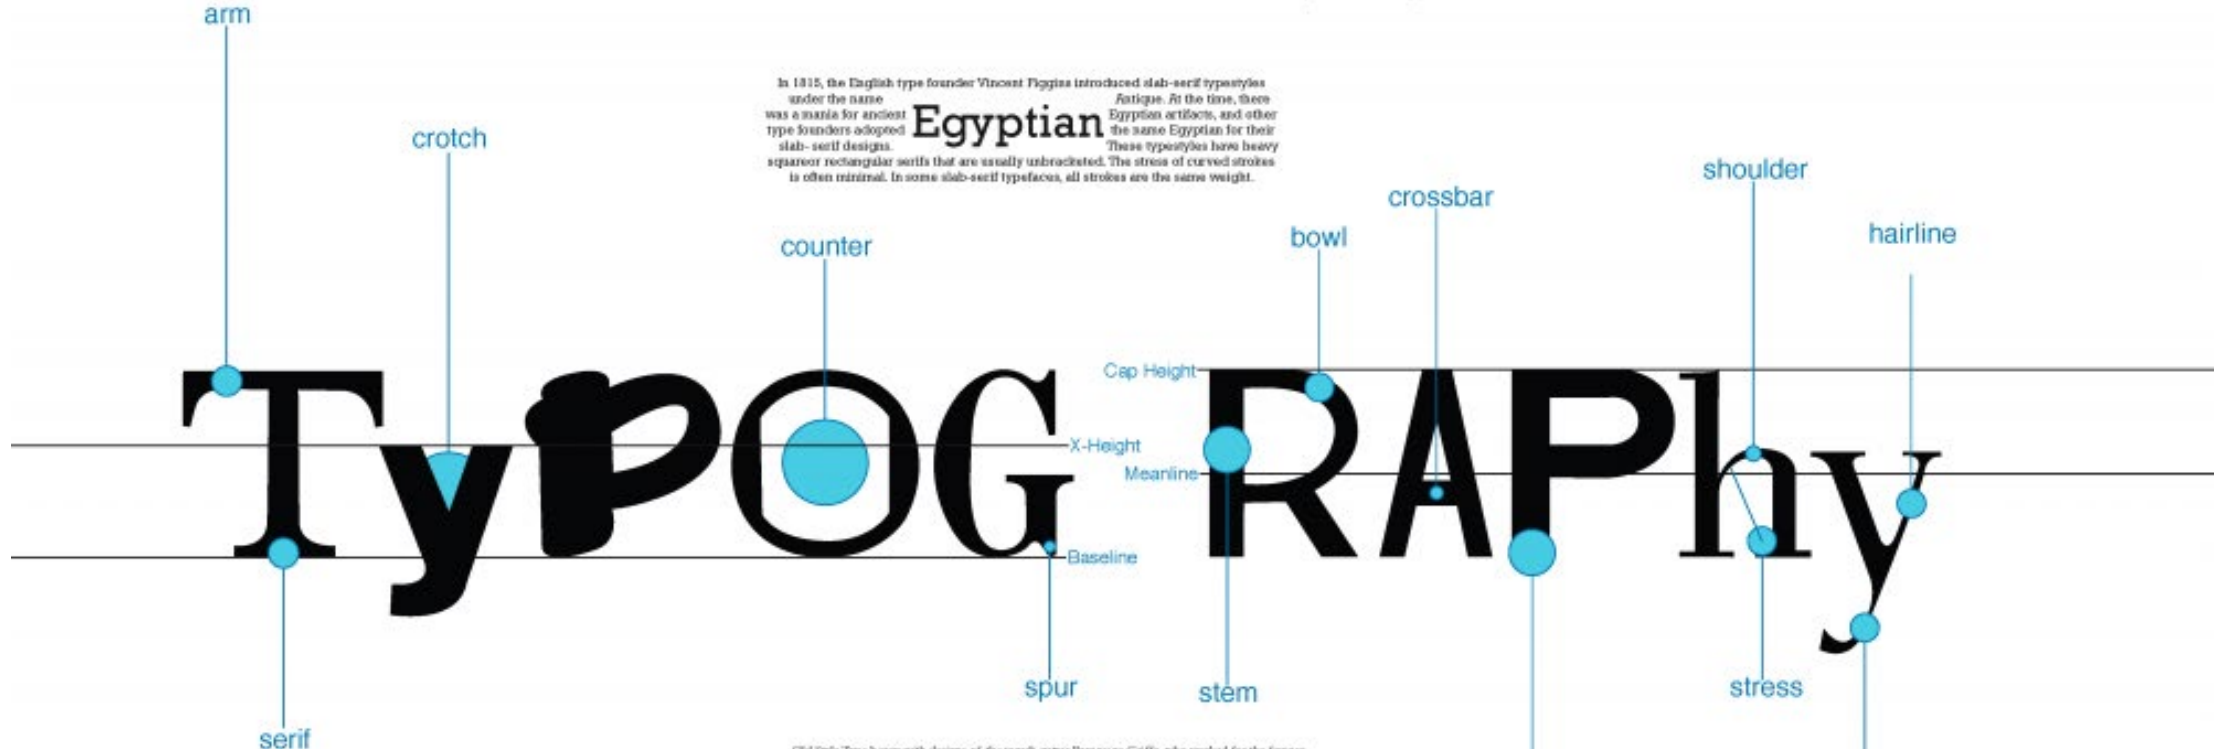 arm
In 1815, the English type founder Vincent Figgins introduced slab-serif typestyles
under the name Antique. At the time, there
was a mania for ancient Egyptian artifacts, and other
type founders adopted the name Egyptian for their
slab- serif designs. These typestyles have heavy
Egyptian
squareor rectangular serifs that are usually unbracketed. The stress of curved strokes
is often minimal. In some slab-serif typefaces, all strokes are the same weight.
crotch
shoulder
crossbar
bowl
hairline
counter
Cap Height
X-Height
Meanline
Baseline
TyPOG RAPhy
spur
stem
stress
serif